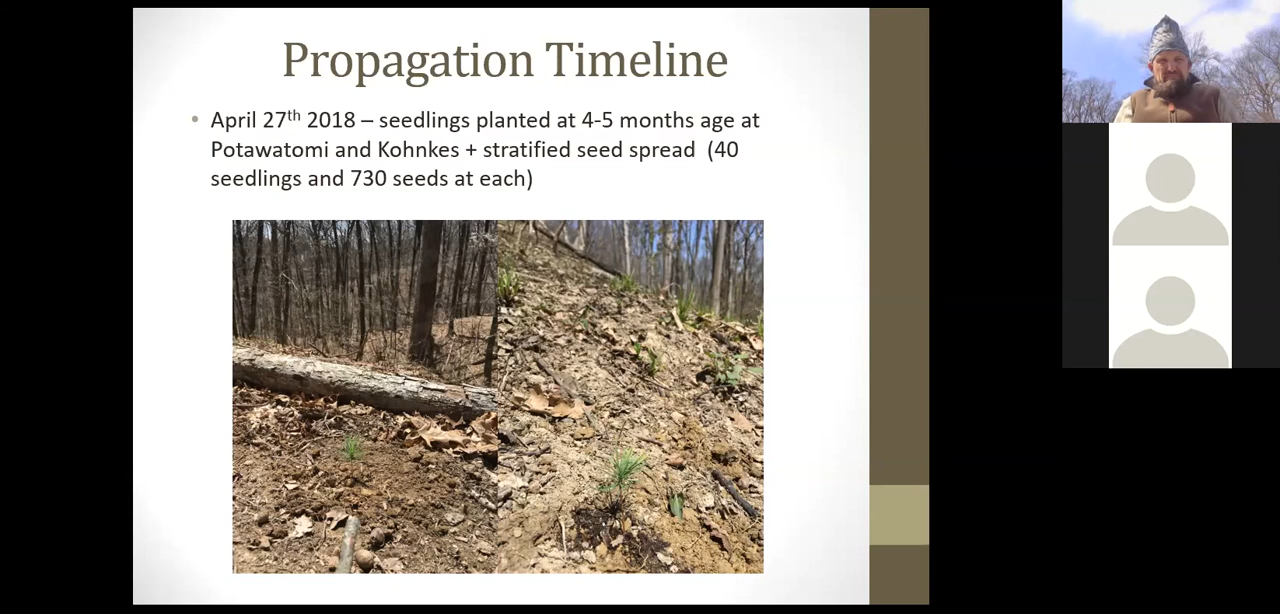 Propagation Timeline
• April 27th 2018 – seedlings planted at 4-5 months age at
Potawatomi and Kohnkes + stratified seed spread (40
seedlings and 730 seeds at each)